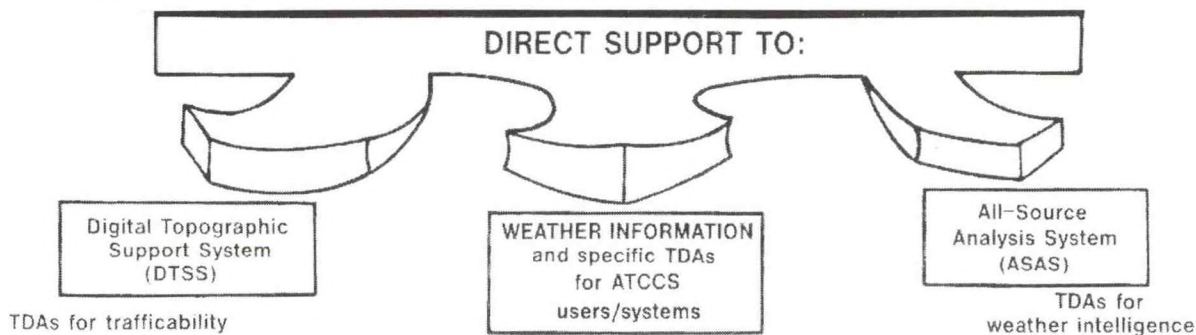 DIRECT SUPPORT TO:
Digital Topographic
Support System
(DTSS)
TDAs for trafficability
WEATHER INFORMATION
and specific TDAs
for ATCCS
users/systems
All-Source
Analysis System
(ASAS)
TDAs for
weather intelligence